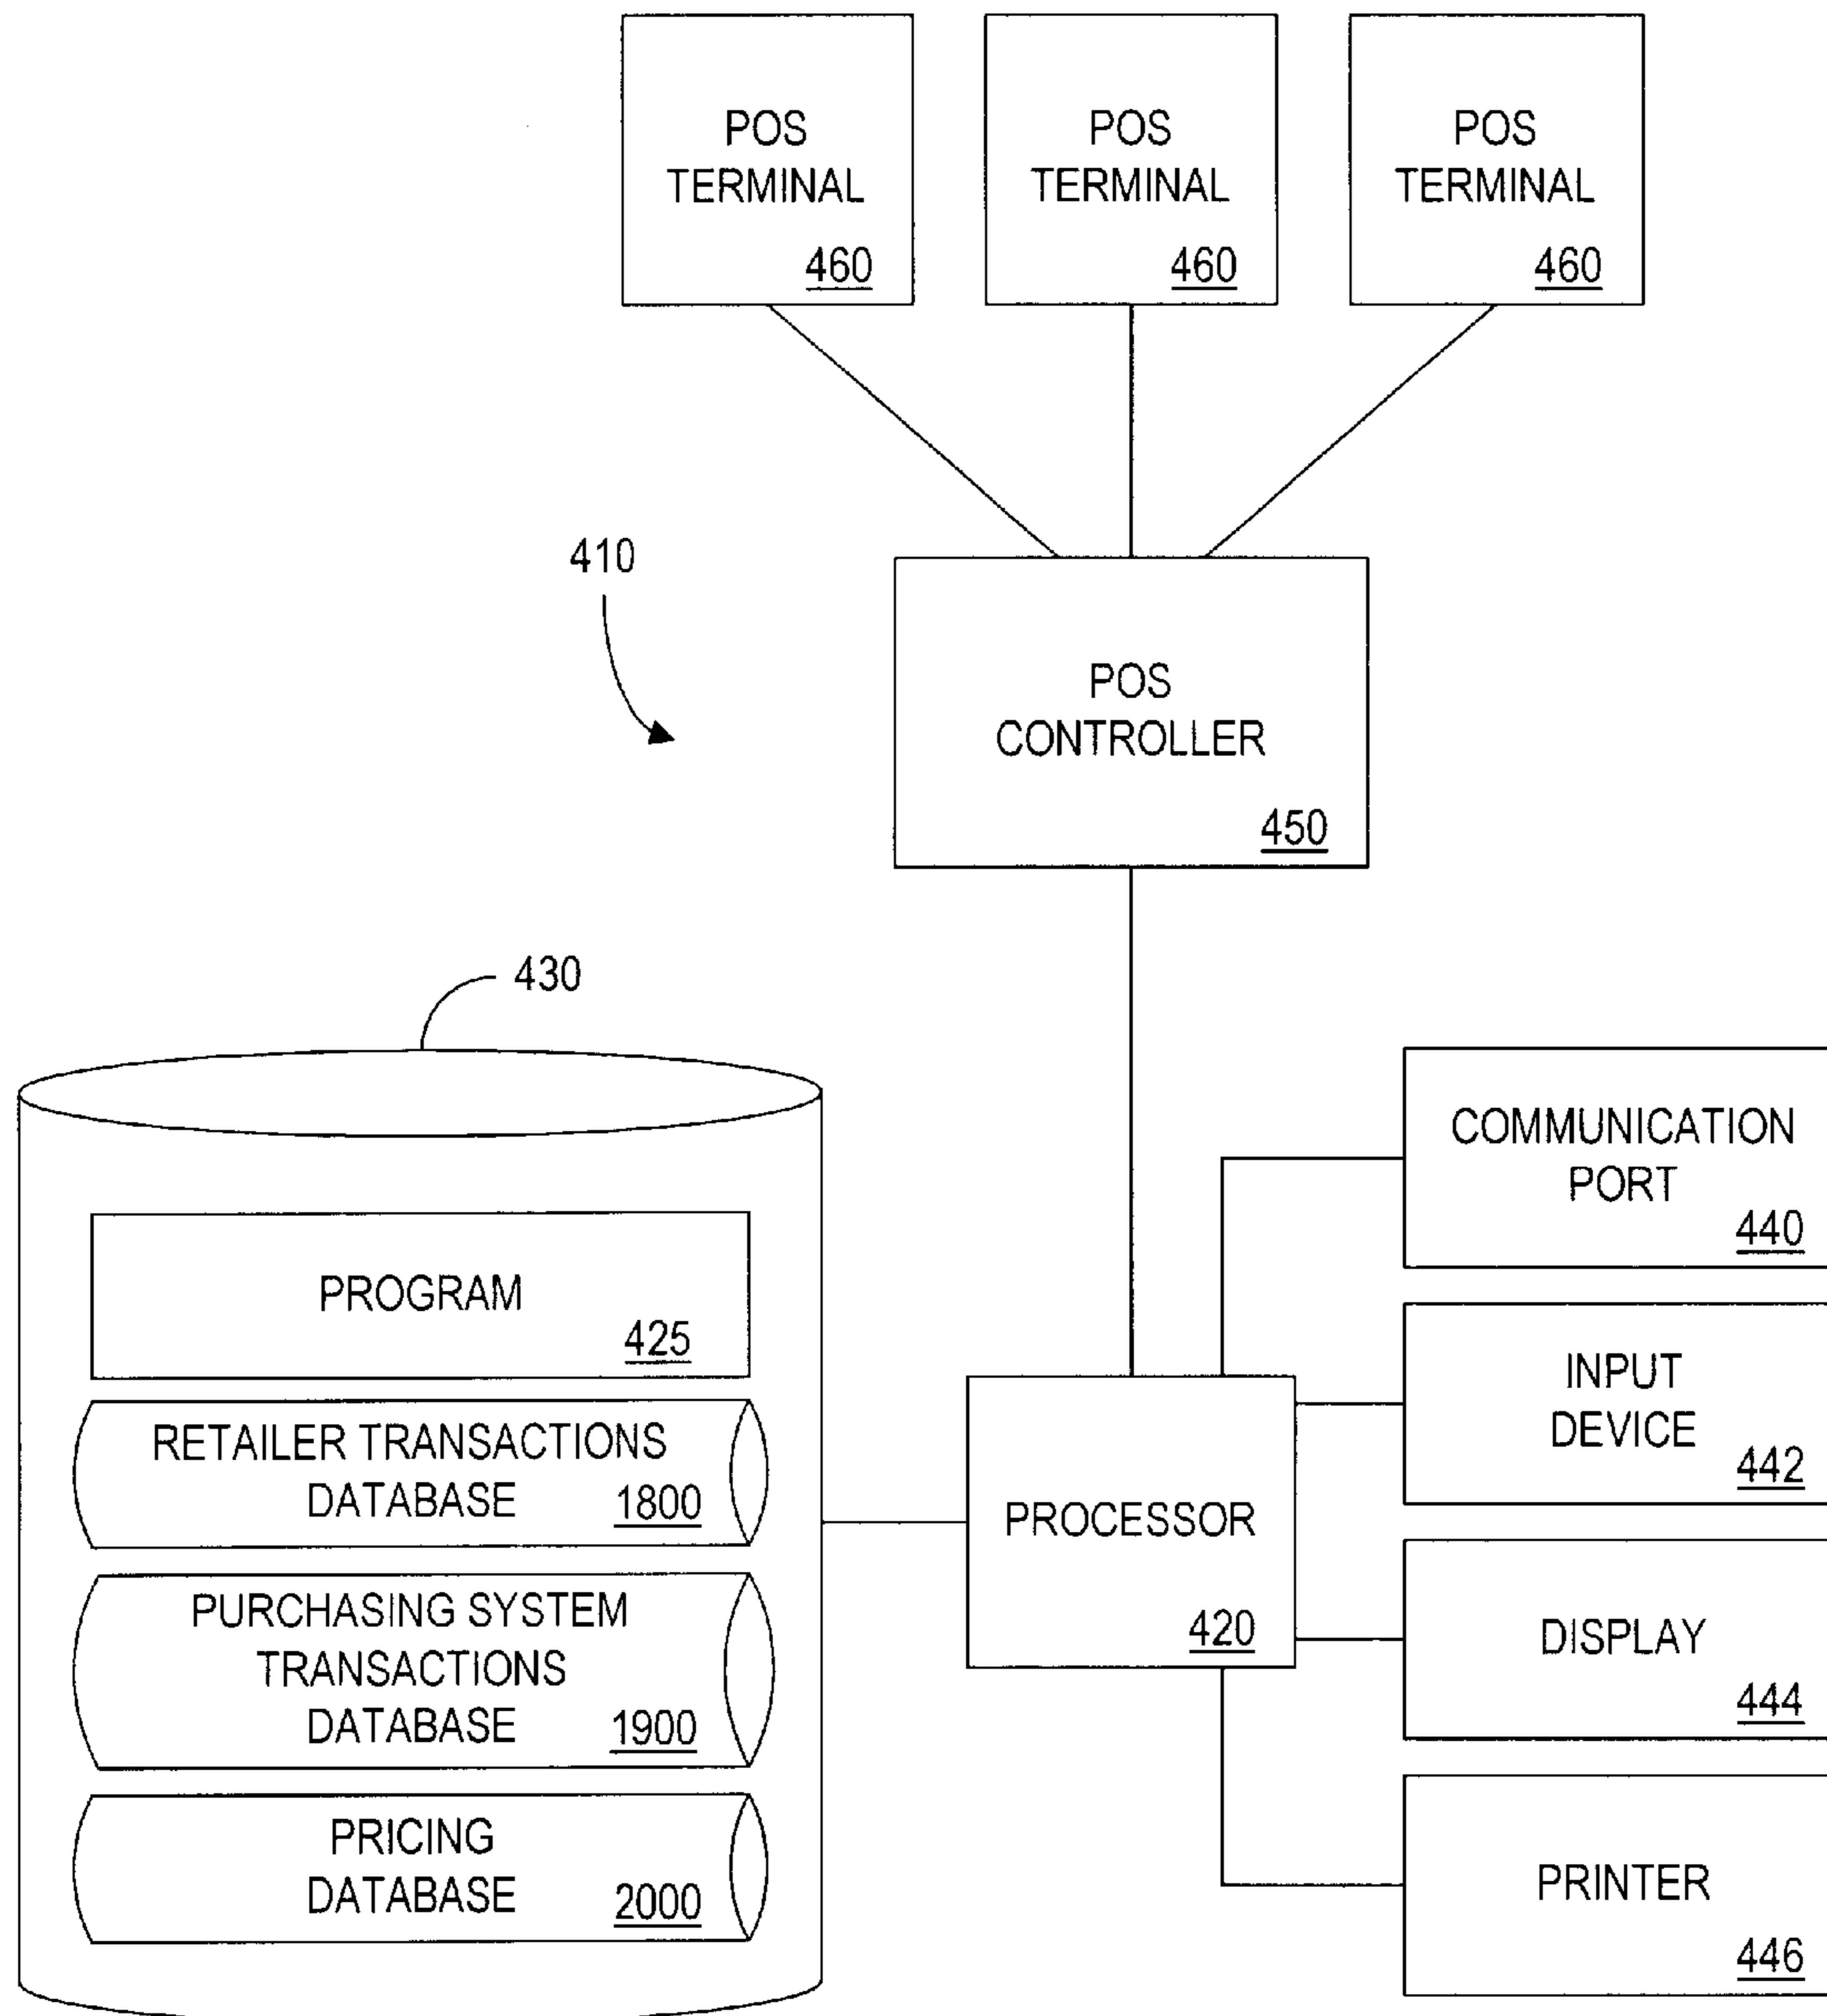 POS
TERMINAL
460
POS
TERMINAL
460
POS
TERMINAL
460
410
POS
CONTROLLER
450
430
PROGRAM
425
RETAILER TRANSACTIONS
DATABASE 1800
PURCHASING SYSTEM
TRANSACTIONS
DATABASE 1900
PRICING
DATABASE 2000
PROCESSOR
420
COMMUNICATION
PORT
440
INPUT
DEVICE
442
DISPLAY
444
PRINTER
446